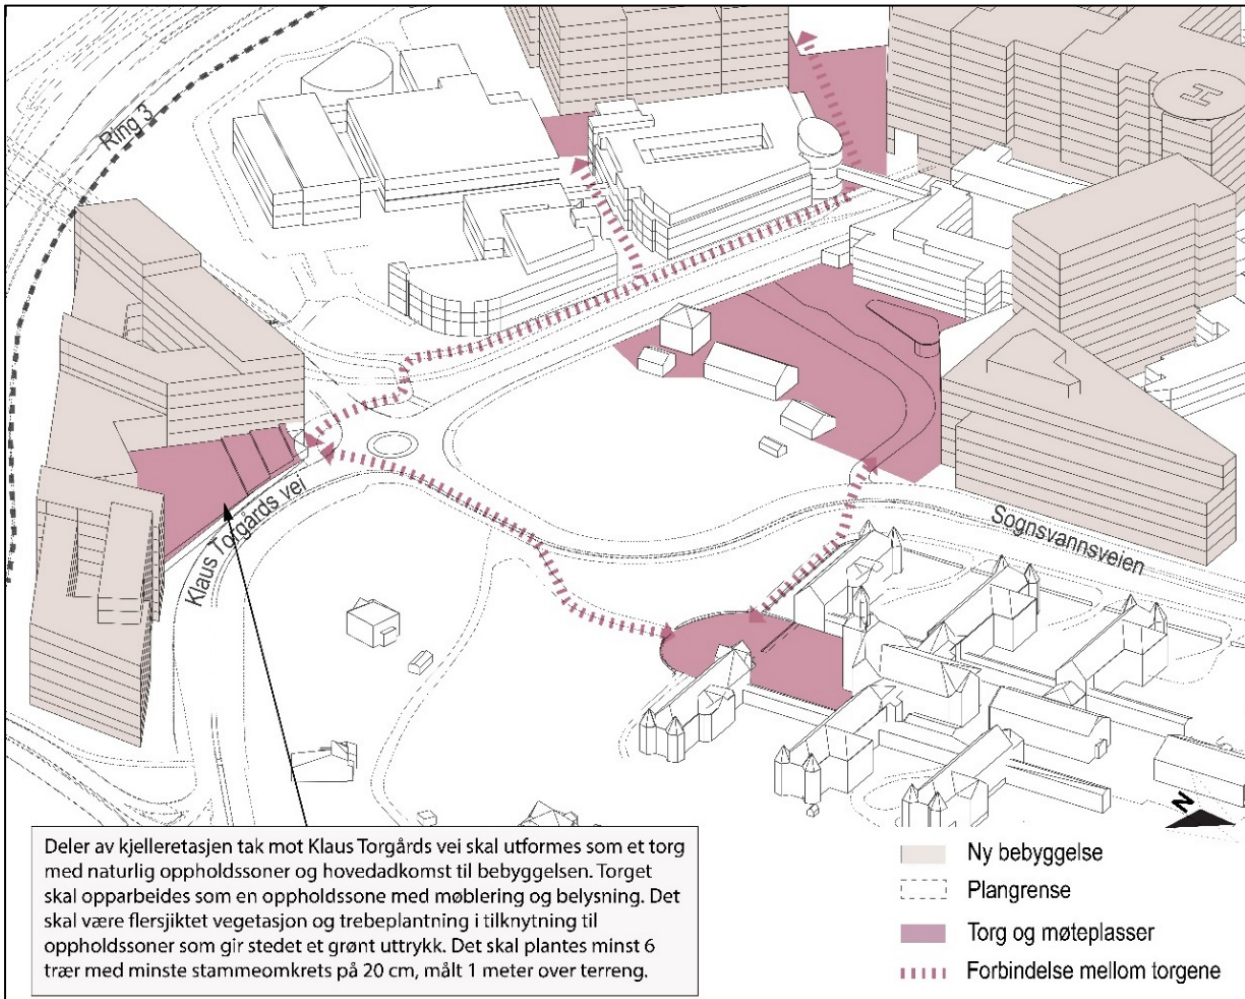 Ring 3
H
Klaus Torgårds vei
Sognsvannsveien
N
Deler av kjelleretasjen tak mot Klaus Torgårds vei skal utformes som et torg
med naturlig oppholdssoner og hovedadkomst til bebyggelsen. Torget
skal opparbeides som en oppholdssone med møblering og belysning. Det
skal være flersjiktet vegetasjon og trebeplantning i tilknytning til
oppholdssoner som gir stedet et grønt uttrykk. Det skal plantes minst 6
trær med minste stammeomkrets på 20 cm, målt 1 meter over terreng.
Ny bebyggelse
Plangrense
Torg og møteplasser
Forbindelse mellom torgene